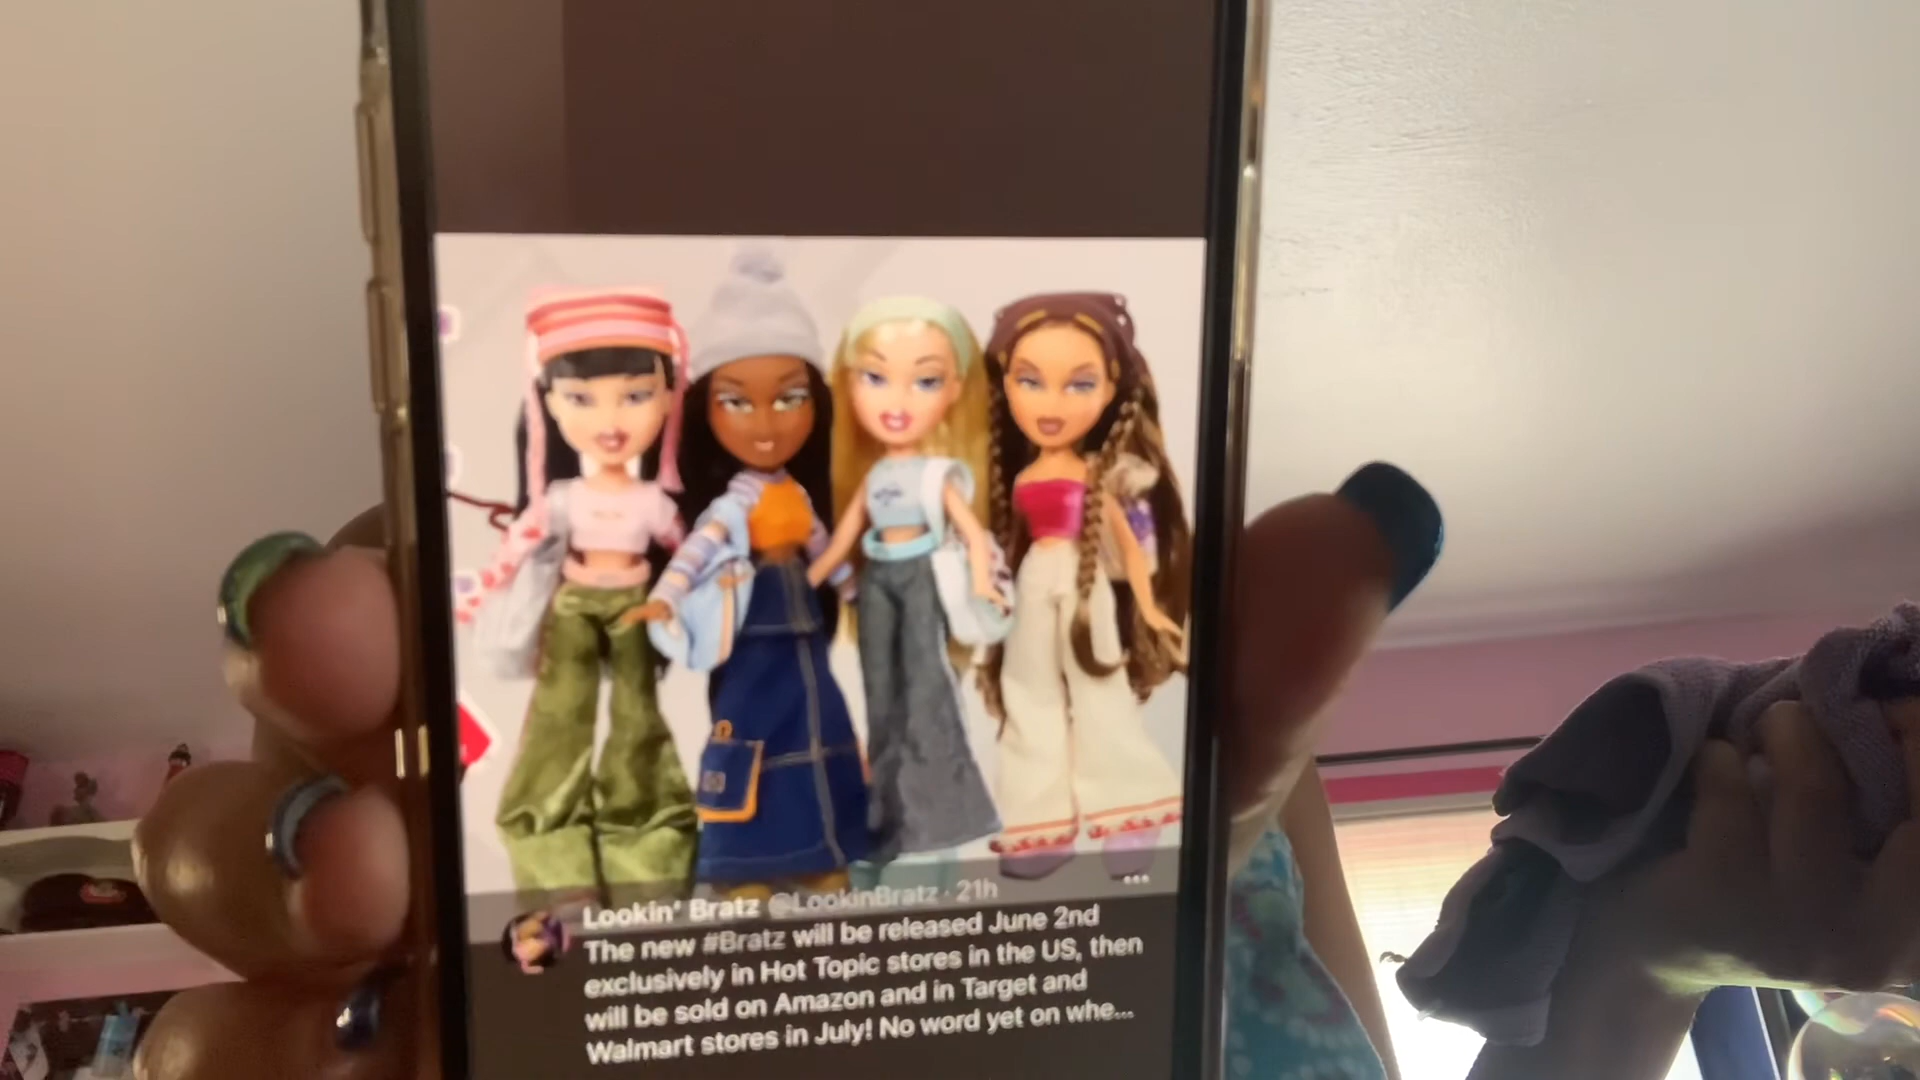 Lookin' Bratz @LookinBratz · 21h
The new #Bratz will be released June 2nd
exclusively in Hot Topic stores in the US, then
will be sold on Amazon and in Target and
Walmart stores in July! No word yet on whe...